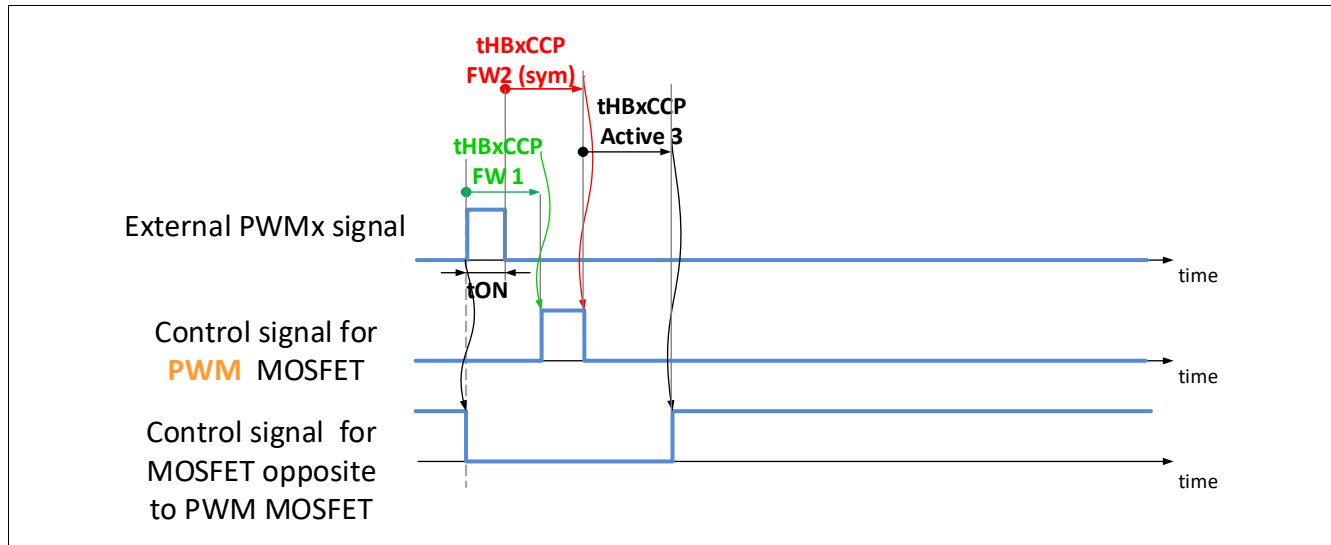 tHBxCCP
FW2 (sym)
tHBxCCP
Active 3
tHBxCCP
FW 1
External PWMx signal
time
tON
Control signal for
PWM MOSFET
time
Control signal for
MOSFET opposite
to PWM MOSFET
time